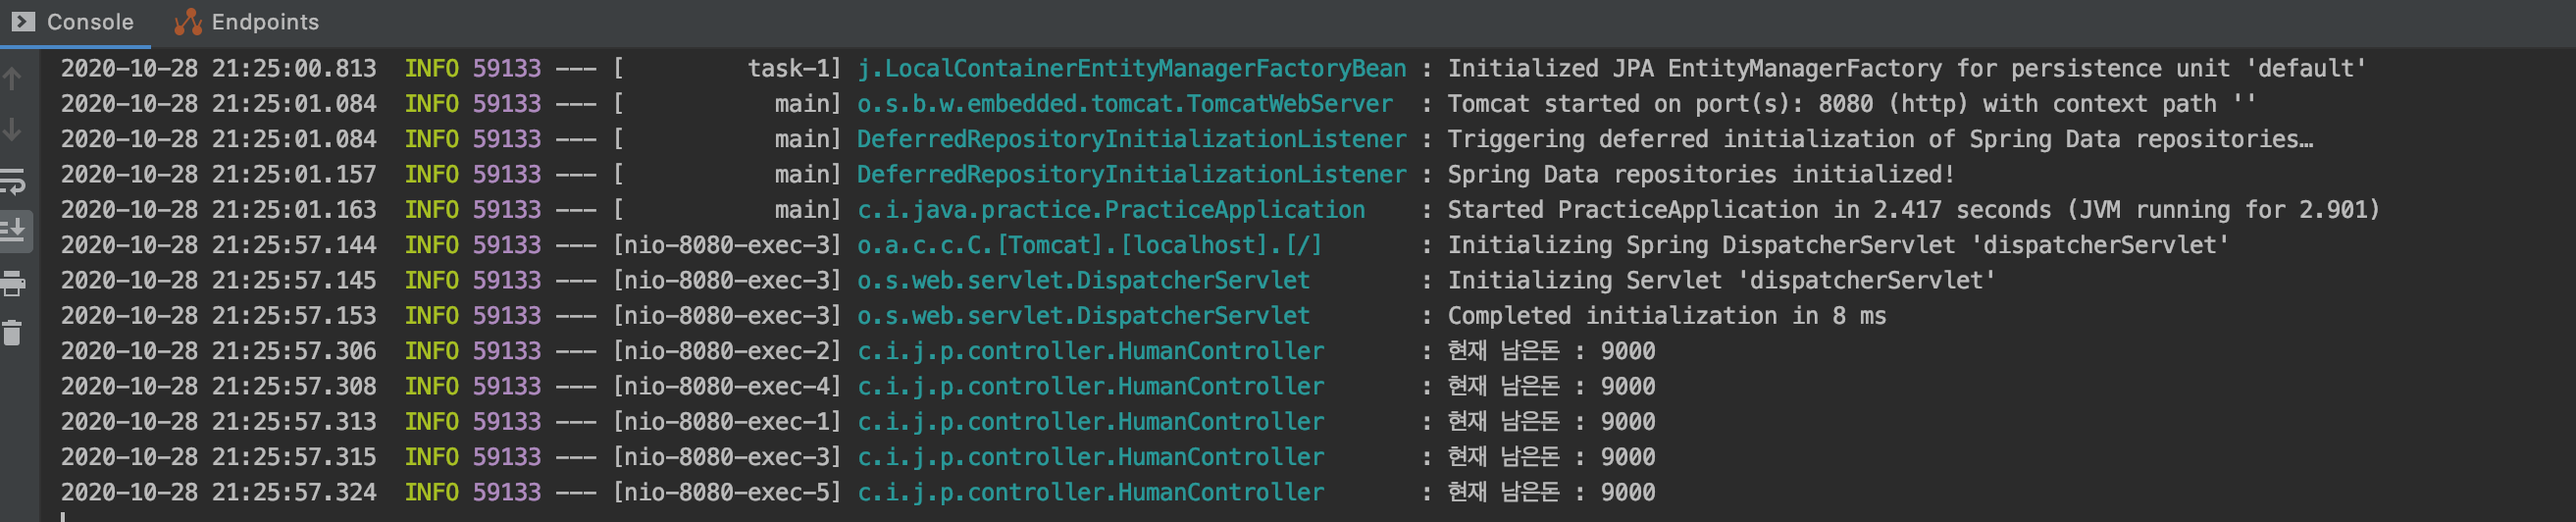 Console Endpoints
2020-10-28 21:25:00.813 INFO 59133 --- [ task-1] j.LocalContainerEntityManagerFactoryBean : Initialized JPA EntityManagerFactory for persistence unit 'default'
2020-10-28 21:25:01.084 INFO 59133 --- [ main] o.s.b.w.embedded.tomcat.TomcatWebServer : Tomcat started on port(s): 8080 (http) with context path ''
2020-10-28 21:25:01.084 INFO 59133 --- [ main] DeferredRepositoryInitializationListener : Triggering deferred initialization of Spring Data repositories…
2020-10-28 21:25:01.157 INFO 59133 --- [ main] DeferredRepositoryInitializationListener : Spring Data repositories initialized!
2020-10-28 21:25:01.163 INFO 59133 --- [ main] c.i.java.practice.PracticeApplication : Started PracticeApplication in 2.417 seconds (JVM running for 2.901)
2020-10-28 21:25:57.144 INFO 59133 --- [nio-8080-exec-3] o.a.c.c.C.[Tomcat].[localhost].[/] : Initializing Spring DispatcherServlet 'dispatcherServlet'
2020-10-28 21:25:57.145 INFO 59133 --- [nio-8080-exec-3] o.s.web.servlet.DispatcherServlet : Initializing Servlet 'dispatcherServlet'
2020-10-28 21:25:57.153 INFO 59133 --- [nio-8080-exec-3] o.s.web.servlet.DispatcherServlet : Completed initialization in 8 ms
2020-10-28 21:25:57.306 INFO 59133 --- [nio-8080-exec-2] c.i.j.p.controller.HumanController : 현재 남은돈 : 9000
2020-10-28 21:25:57.308 INFO 59133 --- [nio-8080-exec-4] c.i.j.p.controller.HumanController : 현재 남은돈 : 9000
2020-10-28 21:25:57.313 INFO 59133 --- [nio-8080-exec-1] c.i.j.p.controller.HumanController : 현재 남은돈 : 9000
2020-10-28 21:25:57.315 INFO 59133 --- [nio-8080-exec-3] c.i.j.p.controller.HumanController : 현재 남은돈 : 9000
2020-10-28 21:25:57.324 INFO 59133 --- [nio-8080-exec-5] c.i.j.p.controller.HumanController : 현재 남은돈 : 9000